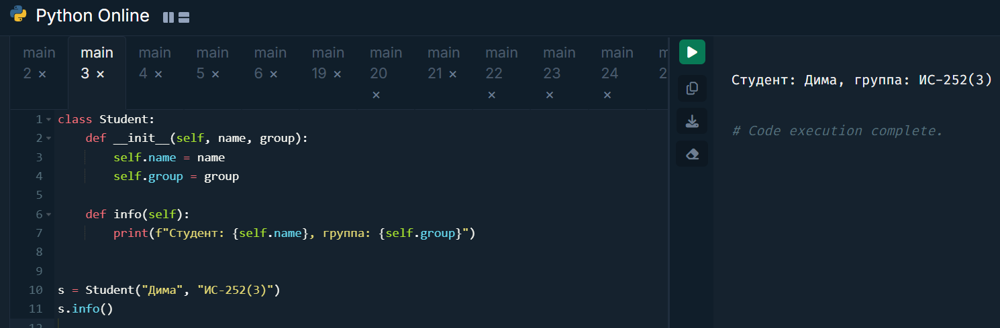 Python Online
main main main main main main main main main main main
2 × 3 × 4 × 5 × 6 × 19 × 20 × 21 × 22 × 23 × 24 ×
1 class Student:
2     def __init__(self, name, group):
3         self.name = name
4         self.group = group
5
6     def info(self):
7         print(f"Студент: {self.name}, группа: {self.group}")
8
9
10 s = Student("Дима", "ИС-252(3)")
11 s.info()
12
Студент: Дима, группа: ИС-252(3)
# Code execution complete.